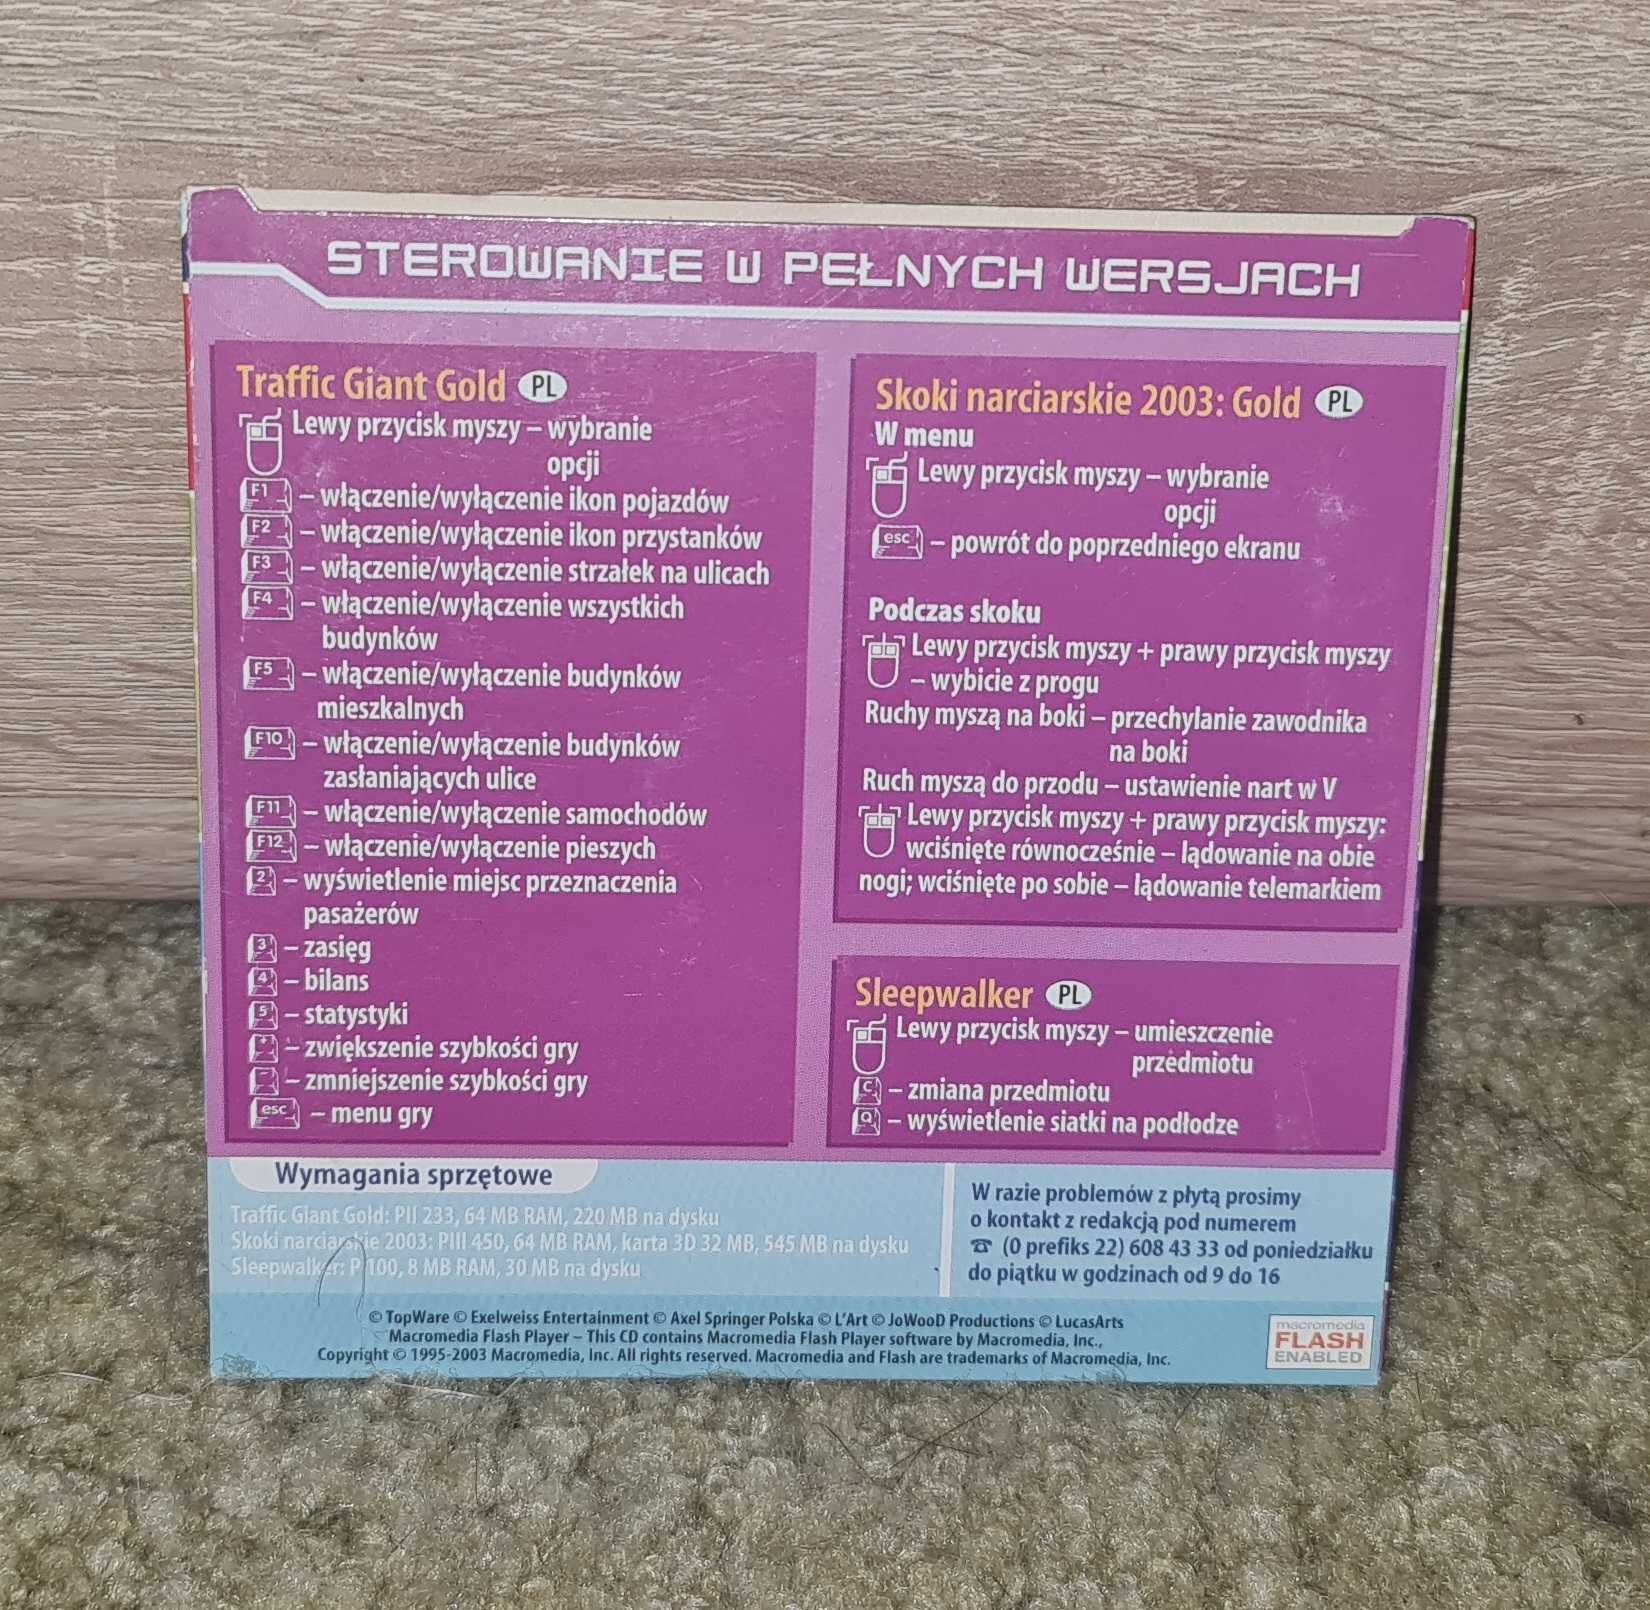 STEROWANIE W PEŁNYCH WERSJACH
Traffic Giant Gold PL
Lewy przycisk myszy – wybranie
opcji
F1 – włączenie/wyłączenie ikon pojazdów
F2 – włączenie/wyłączenie ikon przystanków
F3 – włączenie/wyłączenie strzałek na ulicach
F4 – włączenie/wyłączenie wszystkich
budynków
F5 – włączenie/wyłączenie budynków
mieszkalnych
F10 – włączenie/wyłączenie budynków
zasłaniających ulice
F11 – włączenie/wyłączenie samochodów
F12 – włączenie/wyłączenie pieszych
2 – wyświetlenie miejsc przeznaczenia
pasażerów
3 – zasięg
4 – bilans
5 – statystyki
+ – zwiększenie szybkości gry
- – zmniejszenie szybkości gry
esc – menu gry
Skoki narciarskie 2003: Gold PL
W menu
Lewy przycisk myszy – wybranie
opcji
esc – powrót do poprzedniego ekranu
Podczas skoku
Lewy przycisk myszy + prawy przycisk myszy
– wybicie z progu
Ruchy myszą na boki – przechylanie zawodnika
na boki
Ruch myszą do przodu – ustawienie nart w V
Lewy przycisk myszy + prawy przycisk myszy:
wciśnięte równocześnie – lądowanie na obie
nogi; wciśnięte po sobie – lądowanie telemarkiem
Sleepwalker PL
Lewy przycisk myszy – umieszczenie
przedmiotu
C – zmiana przedmiotu
Q – wyświetlenie siatki na podłodze
Wymagania sprzętowe
Traffic Giant Gold: PII 233, 64 MB RAM, 220 MB na dysku
Skoki narciarskie 2003: PIII 450, 64 MB RAM, karta 3D 32 MB, 545 MB na dysku
Sleepwalker: P 100, 8 MB RAM, 30 MB na dysku
W razie problemów z płytą prosimy
o kontakt z redakcją pod numerem
☎ (0 prefiks 22) 608 43 33 od poniedziałku
do piątku w godzinach od 9 do 16
© TopWare © Exelweiss Entertainment © Axel Springer Polska © L'Art © JoWooD Productions © LucasArts
Macromedia Flash Player – This CD contains Macromedia Flash Player software by Macromedia, Inc.,
Copyright © 1995-2003 Macromedia, Inc. All rights reserved. Macromedia and Flash are trademarks of Macromedia, Inc.
macromedia
FLASH
ENABLED